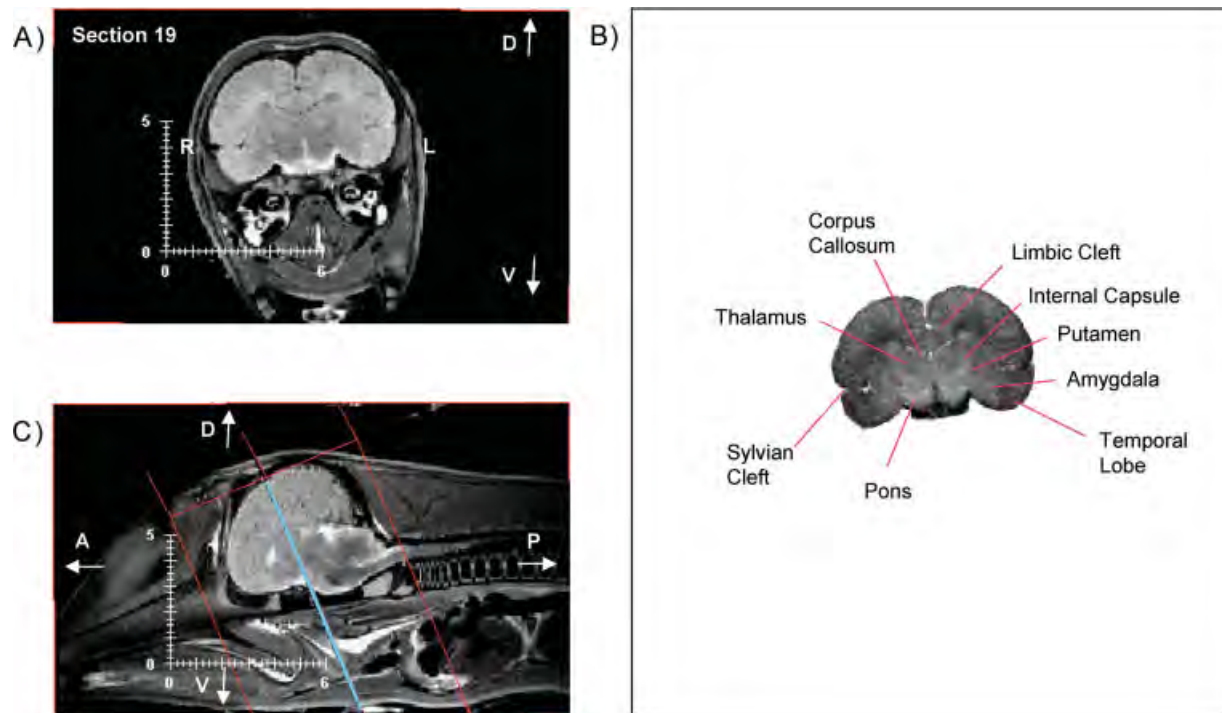 A)
Section 19
D
5
R
L
0
0
6
V
B)
Corpus
Callosum
Limbic Cleft
Internal Capsule
Thalamus
Putamen
Amygdala
Sylvian
Cleft
Temporal
Lobe
Pons
C)
D
A
5
P
0
0
6
V